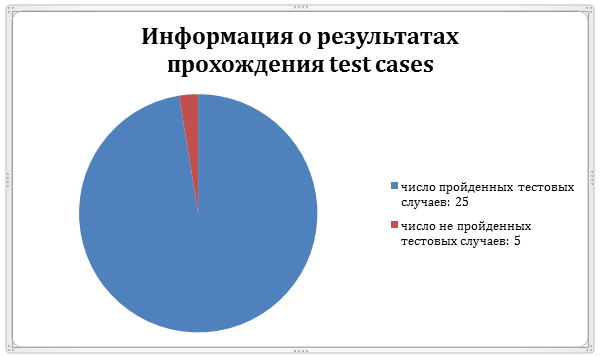 Информация о результатах
прохождения test cases
число пройденных тестовых
случаев: 25
число не пройденных
тестовых случаев: 5